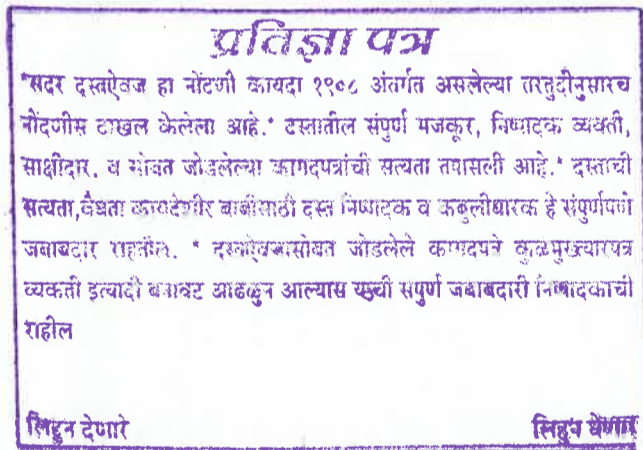 प्रतिज्ञा पत्र
*सदर दस्तऐवज हा नोंदणी कायदा १९०८ अंतर्गत असलेल्या तरतुदीनुसारच
नोंदणीस दाखल केलेला आहे.* दस्तातील संपुर्ण मजकूर, निष्पादक व्यक्ती,
साक्षीदार, व सोबत जोडलेल्या कागदपत्रांची सत्यता तपासली आहे.* दस्ताची
सत्यता,वैधता कायदेशीर बाबीसाठी दस्त निष्पादक व कबुलीधारक हे संपुर्णपणे
जबाबदार राहतील. * दस्तऐवजासोबत जोडलेले कागदपत्रे कुळमुख्त्यारपत्र
व्यक्ती इत्यादी बनावट आढळुन आल्यास याची संपुर्ण जबाबदारी निष्पादकाची
राहील
लिहुन देणारे
लिहुन घेणार